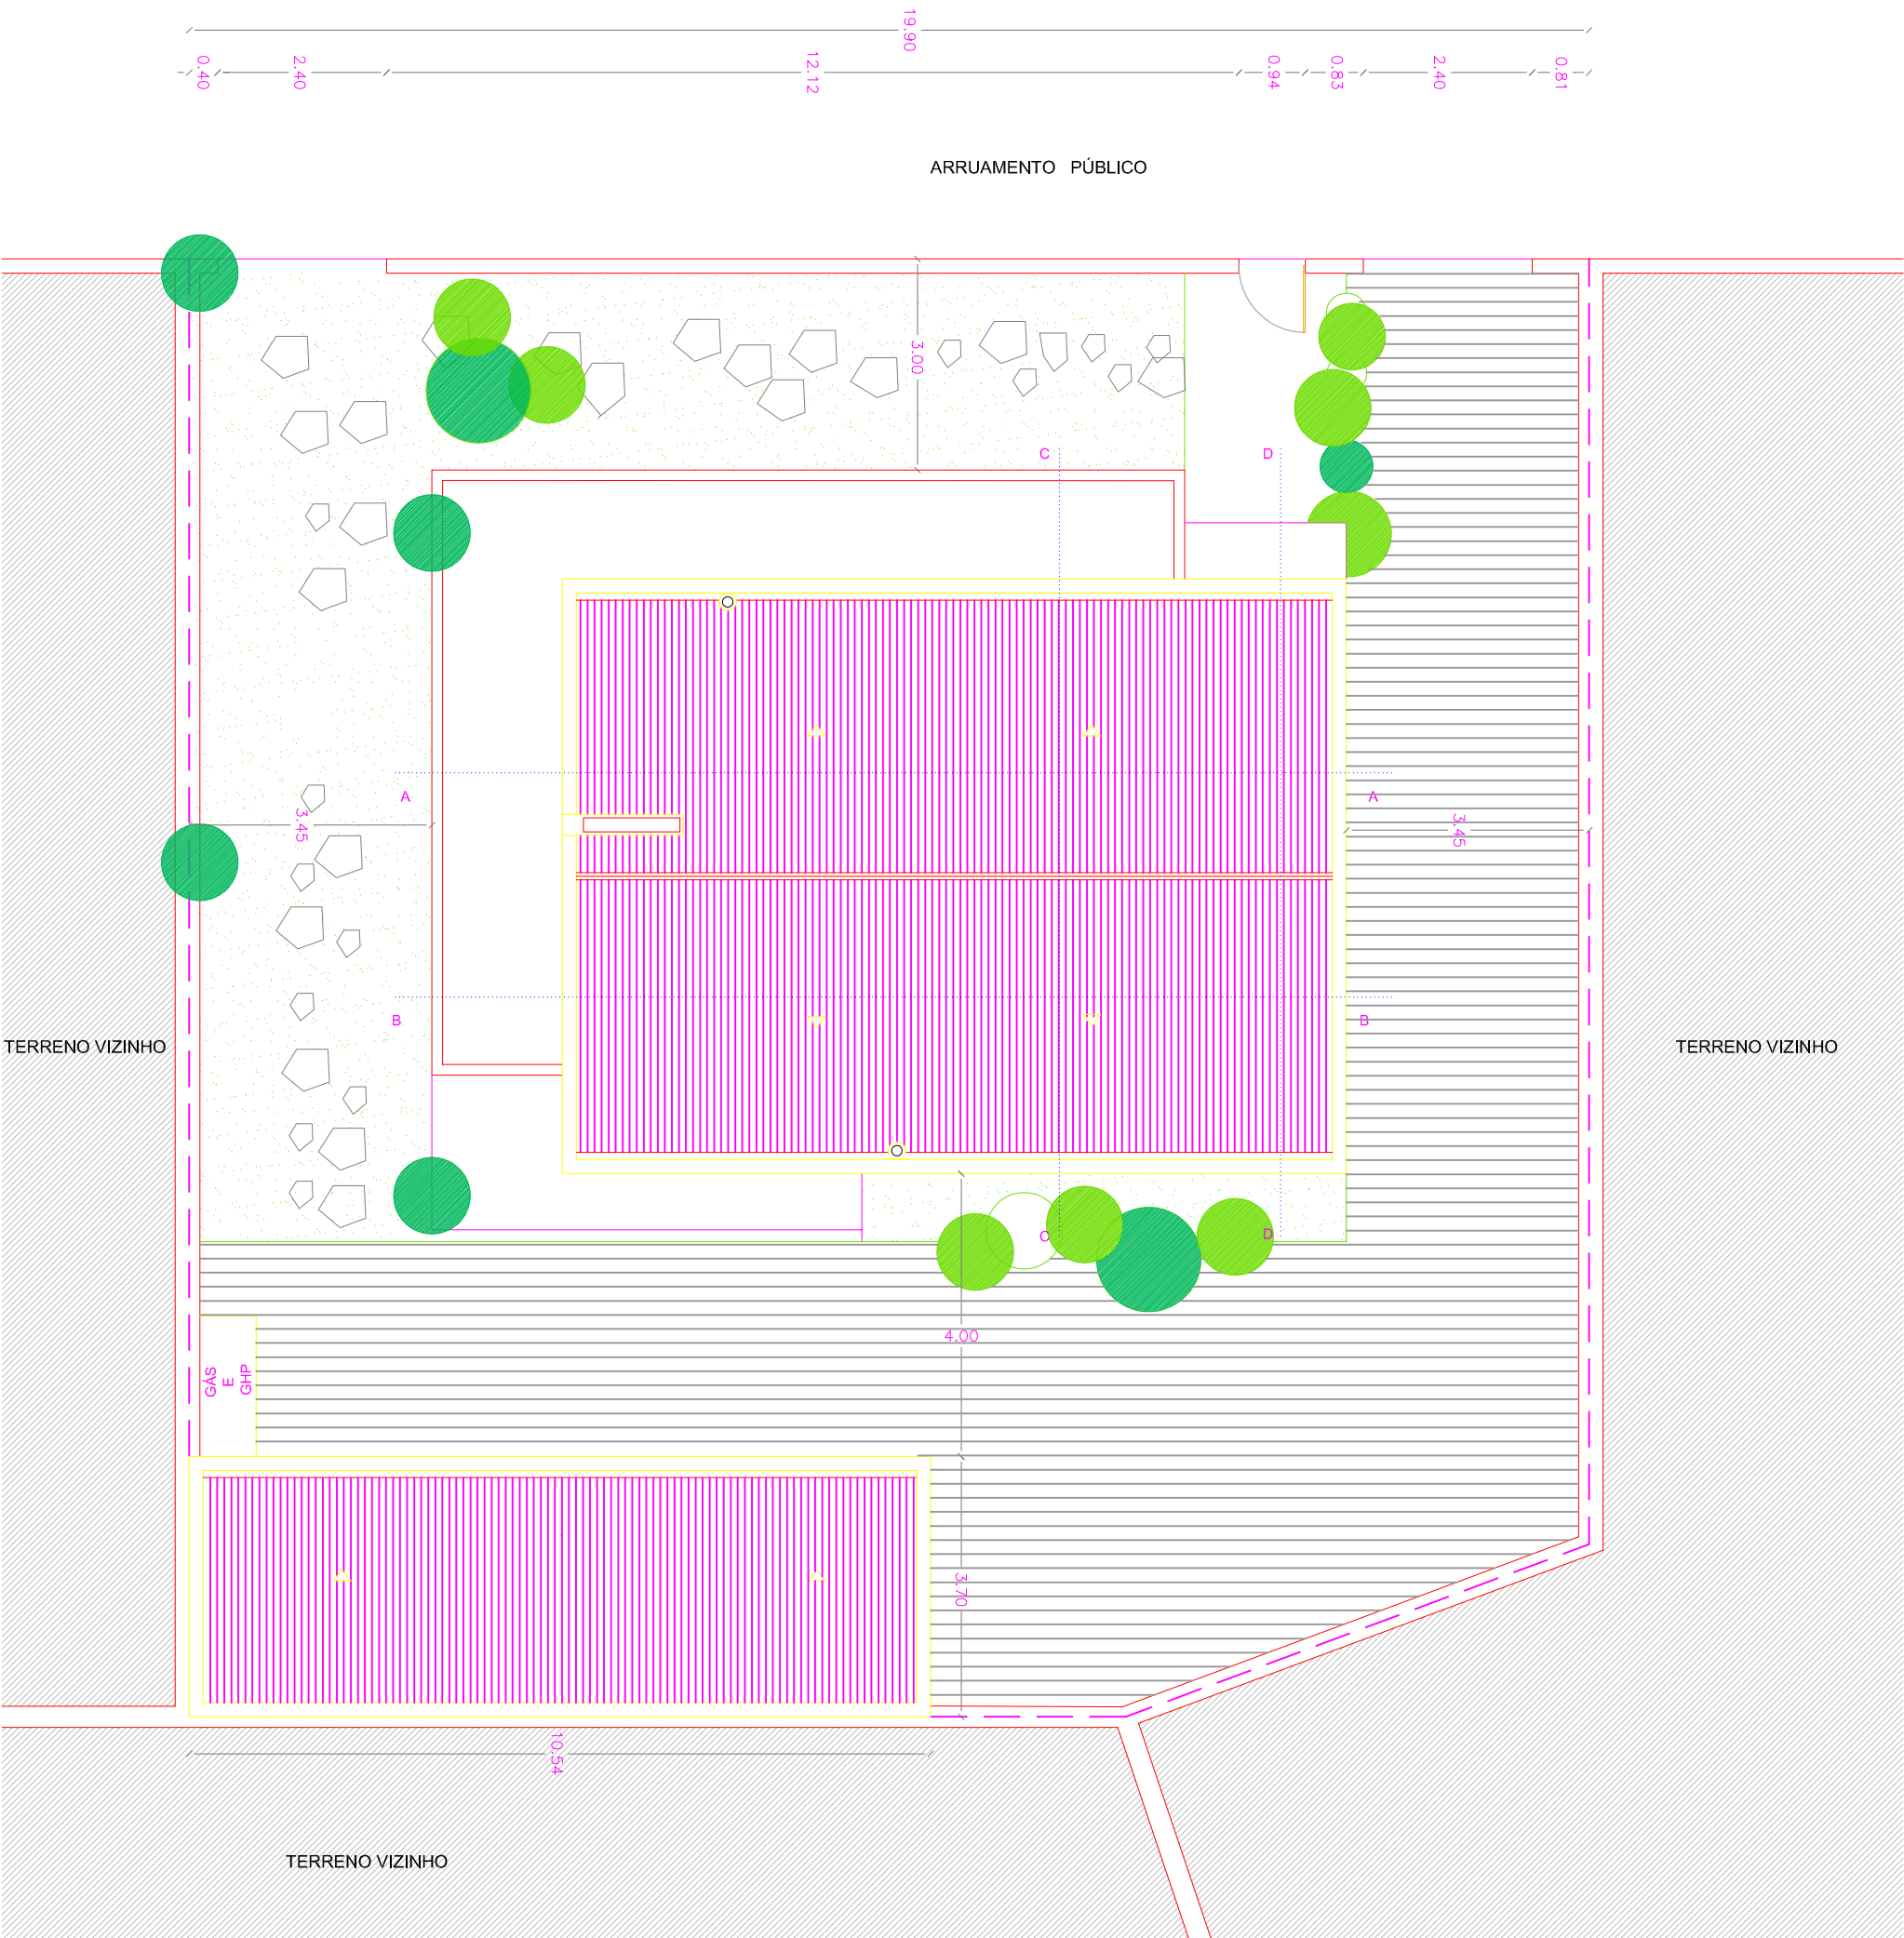 19.90
0.40
2.40
12.12
0.94
0.83
2.40
0.81
ARRUAMENTO PÚBLICO
3.00
C
D
A
A
3.45
3.45
B
B
TERRENO VIZINHO
TERRENO VIZINHO
C
D
4.00
GÁS
E
GHP
3.70
10.54
TERRENO VIZINHO